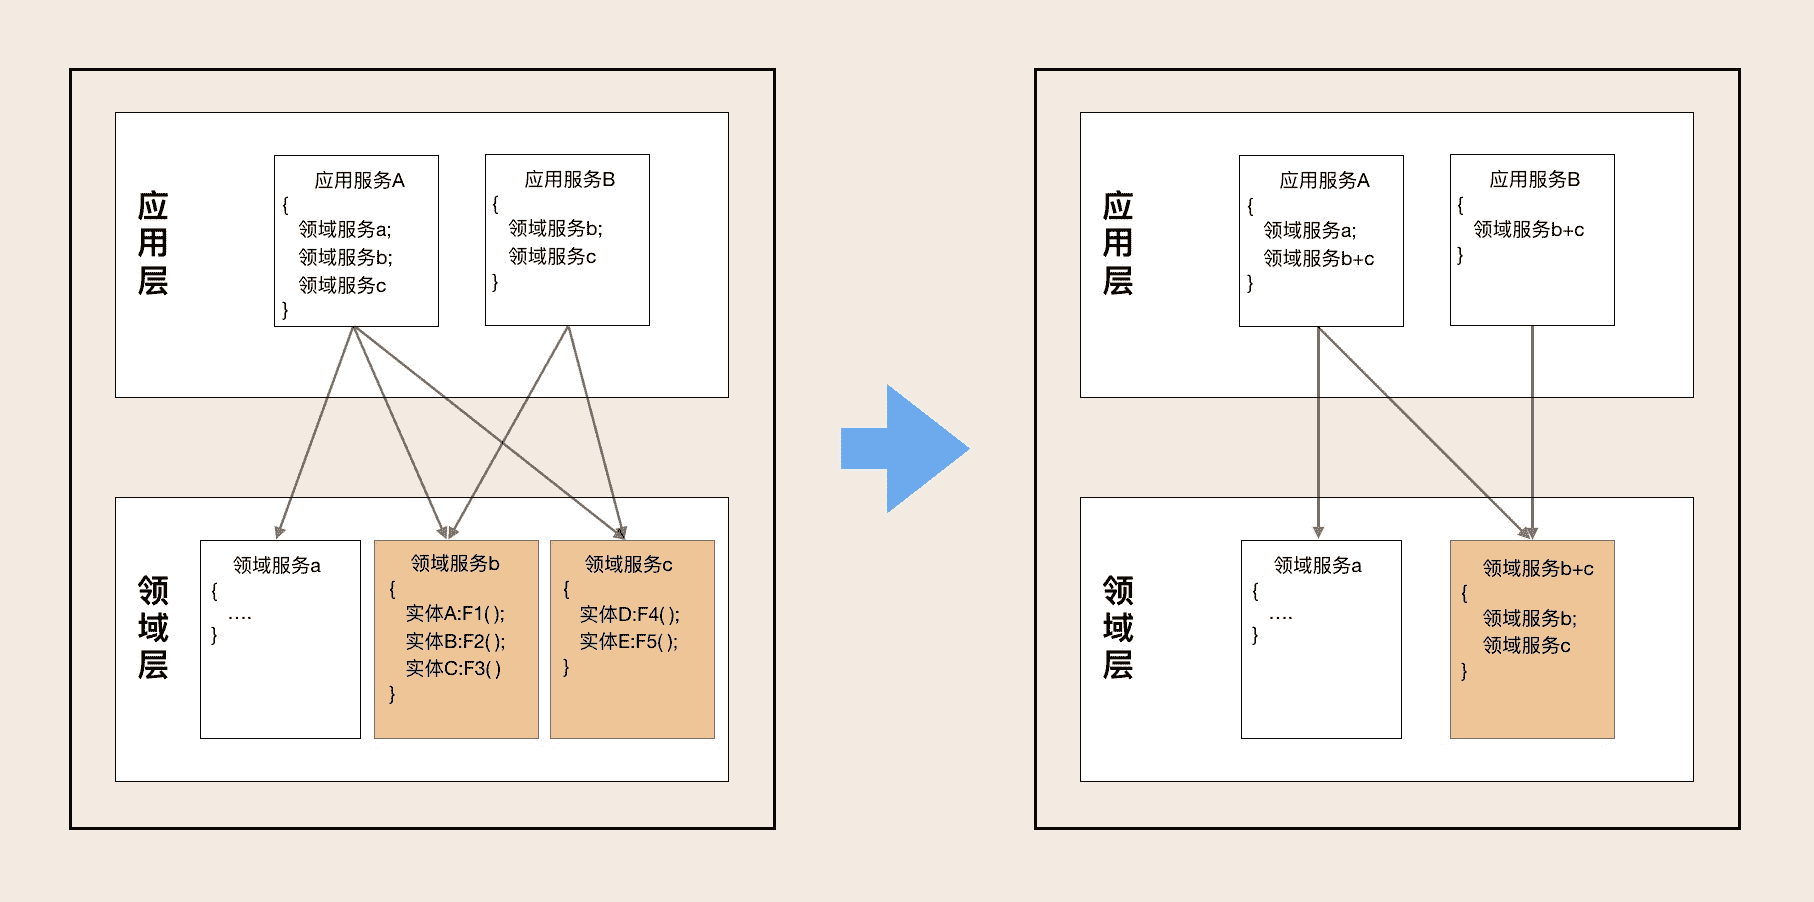 应用层
应用服务A
{
领域服务a;
领域服务b;
领域服务c
}
应用服务B
{
领域服务b;
领域服务c
}
领域层
领域服务a
{
....
}
领域服务b
{
实体A:F1( );
实体B:F2( );
实体C:F3( )
}
领域服务c
{
实体D:F4( );
实体E:F5( );
}
应用层
应用服务A
{
领域服务a;
领域服务b+c
}
应用服务B
{
领域服务b+c
}
领域层
领域服务a
{
....
}
领域服务b+c
{
领域服务b;
领域服务c
}